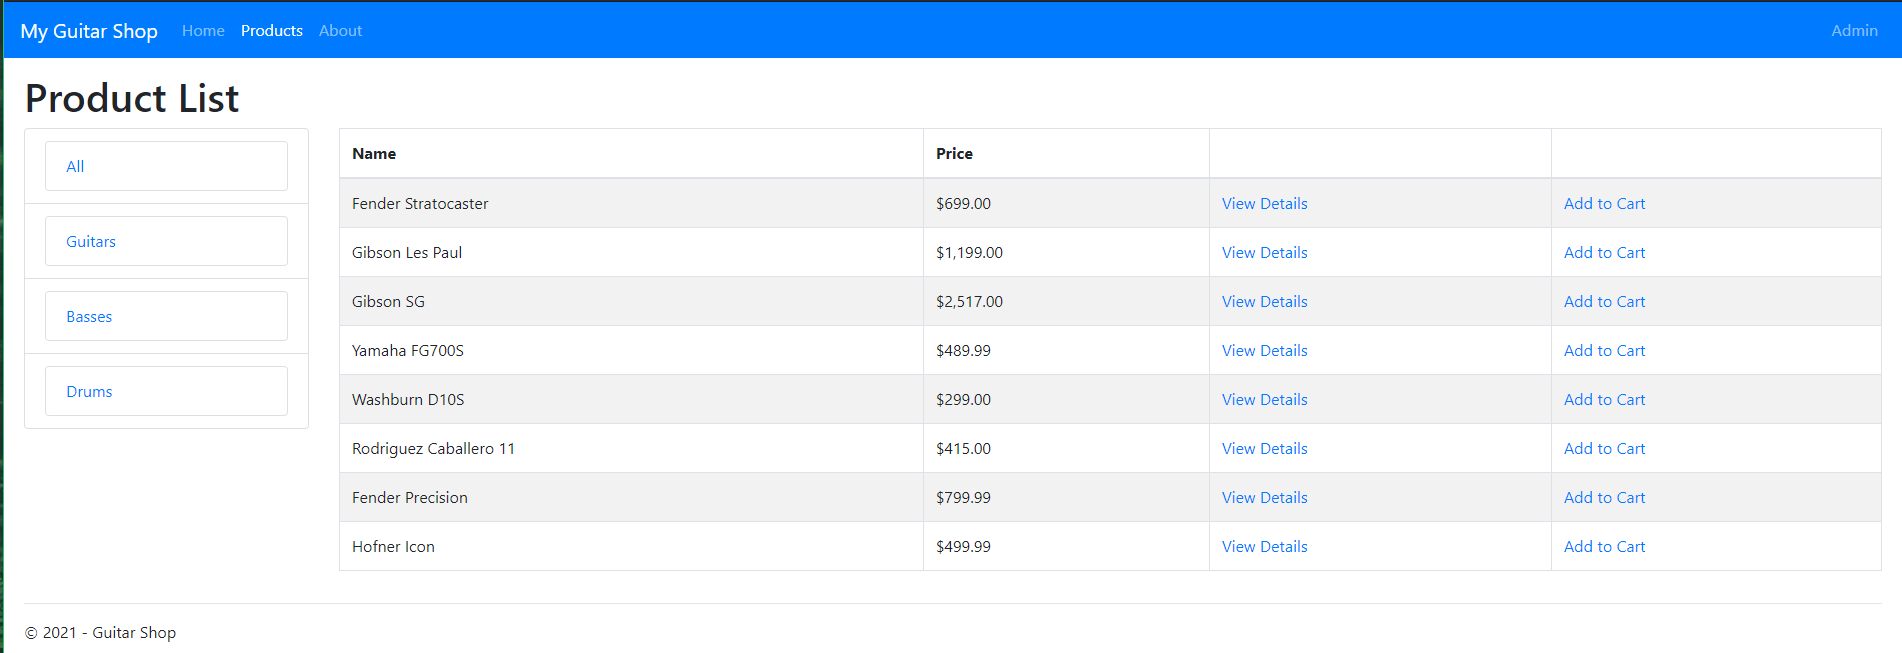 My Guitar Shop Home Products About Admin
Product List
All
Guitars
Basses
Drums
Name Price
Fender Stratocaster $699.00 View Details Add to Cart
Gibson Les Paul $1,199.00 View Details Add to Cart
Gibson SG $2,517.00 View Details Add to Cart
Yamaha FG700S $489.99 View Details Add to Cart
Washburn D10S $299.00 View Details Add to Cart
Rodriguez Caballero 11 $415.00 View Details Add to Cart
Fender Precision $799.99 View Details Add to Cart
Hofner Icon $499.99 View Details Add to Cart
© 2021 - Guitar Shop